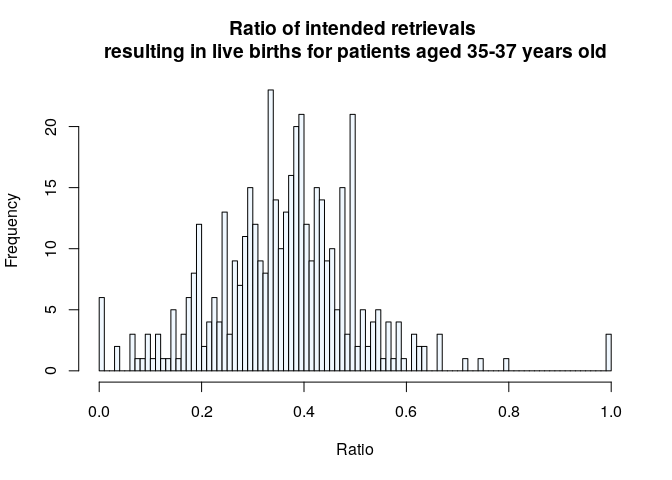 Ratio of intended retrievals
resulting in live births for patients aged 35-37 years old
Frequency
20
15
10
5
0
0.0 0.2 0.4 0.6 0.8 1.0
Ratio